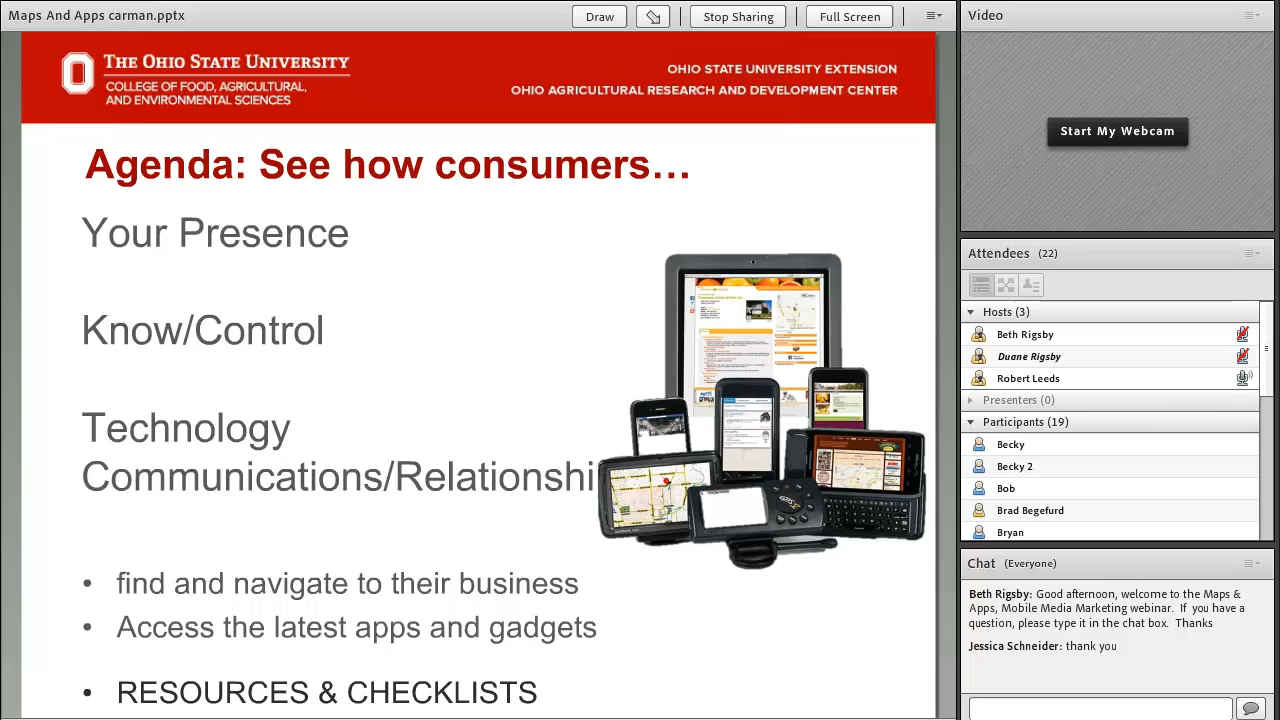 Maps And Apps carman.pptx
Draw
Stop Sharing
Full Screen
THE OHIO STATE UNIVERSITY
COLLEGE OF FOOD, AGRICULTURAL,
AND ENVIRONMENTAL SCIENCES
OHIO STATE UNIVERSITY EXTENSION
OHIO AGRICULTURAL RESEARCH AND DEVELOPMENT CENTER
Agenda: See how consumers…
Your Presence
Know/Control
Technology
Communications/Relationshi
• find and navigate to their business
• Access the latest apps and gadgets
• RESOURCES & CHECKLISTS
Video
Start My Webcam
Attendees (22)
Hosts (3)
Beth Rigsby
Duane Rigsby
Robert Leeds
Presenters (0)
Participants (19)
Becky
Becky 2
Bob
Brad Begefurd
Bryan
Chat (Everyone)
Beth Rigsby: Good afternoon, welcome to the Maps &
Apps, Mobile Media Marketing webinar. If you have a
question, please type it in the chat box. Thanks
Jessica Schneider: thank you